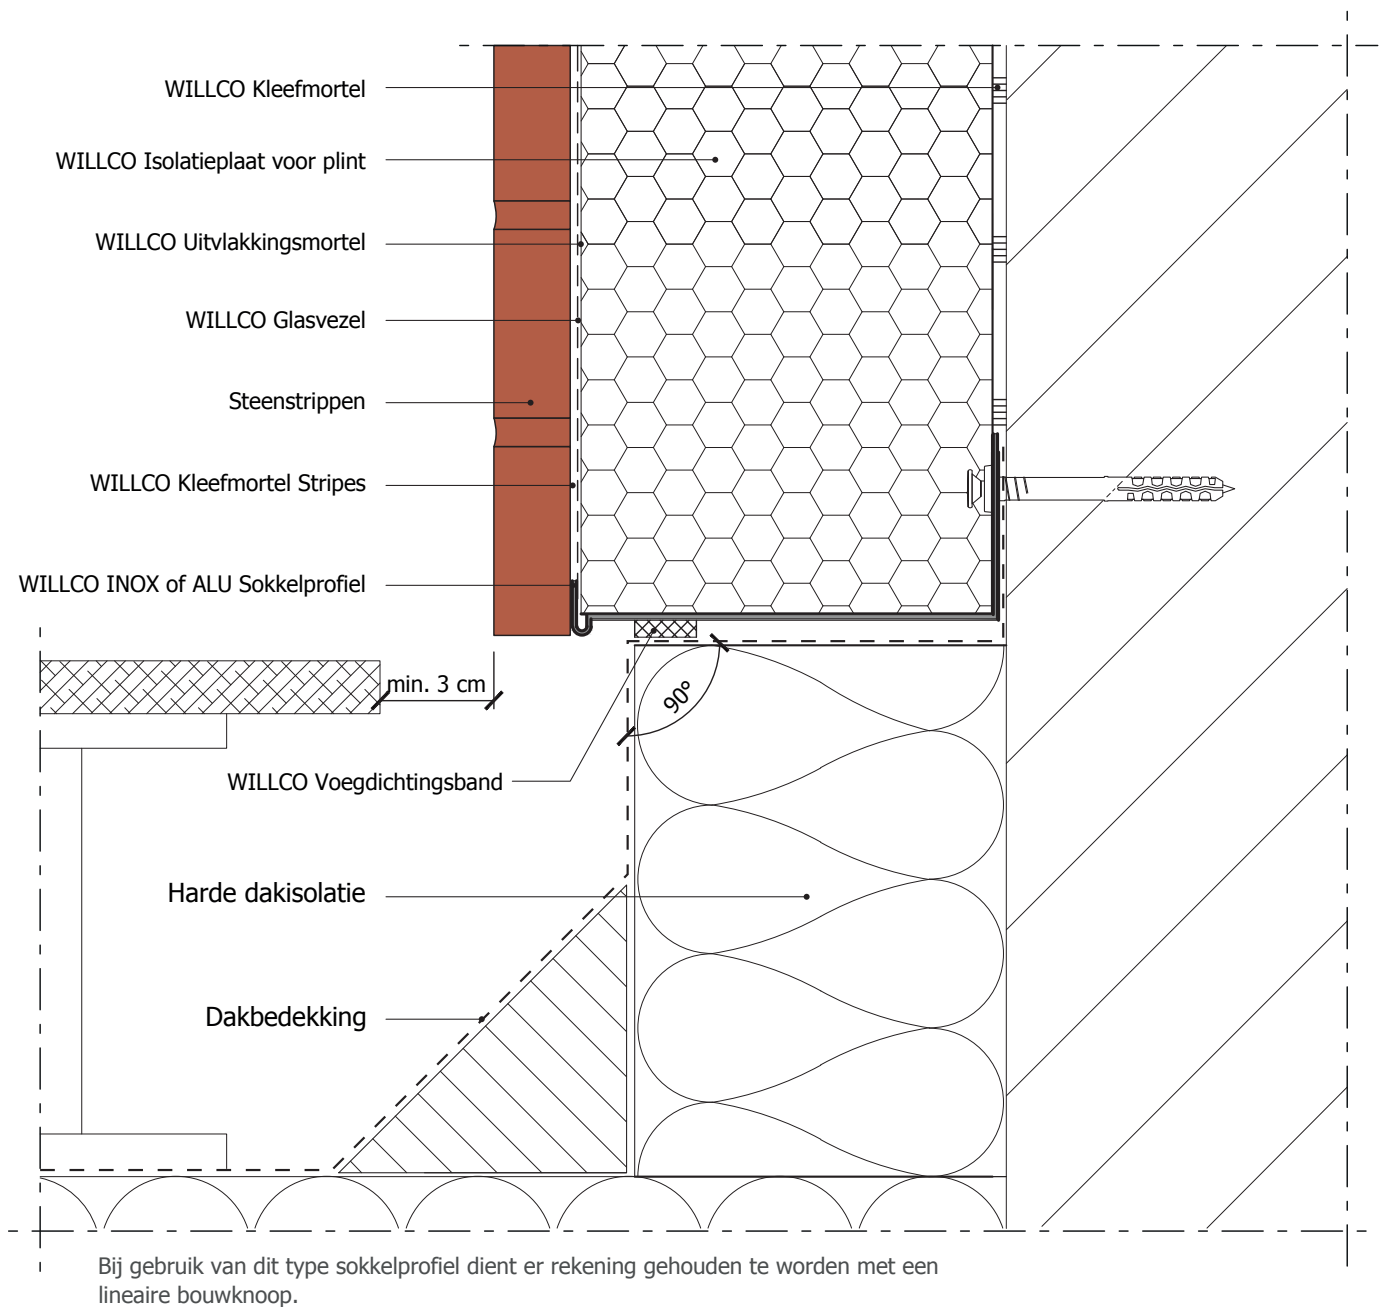 WILLCO Kleefmortel
WILLCO Isolatieplaat voor plint
WILLCO Uitvlakkingsmortel
WILLCO Glasvezel
Steenstrippen
WILLCO Kleefmortel Stripes
WILLCO INOX of ALU Sokkelprofiel
min. 3 cm
90°
WILLCO Voegdichtingsband
Harde dakisolatie
Dakbedekking
Bij gebruik van dit type sokkelprofiel dient er rekening gehouden te worden met een
lineaire bouwknoop.